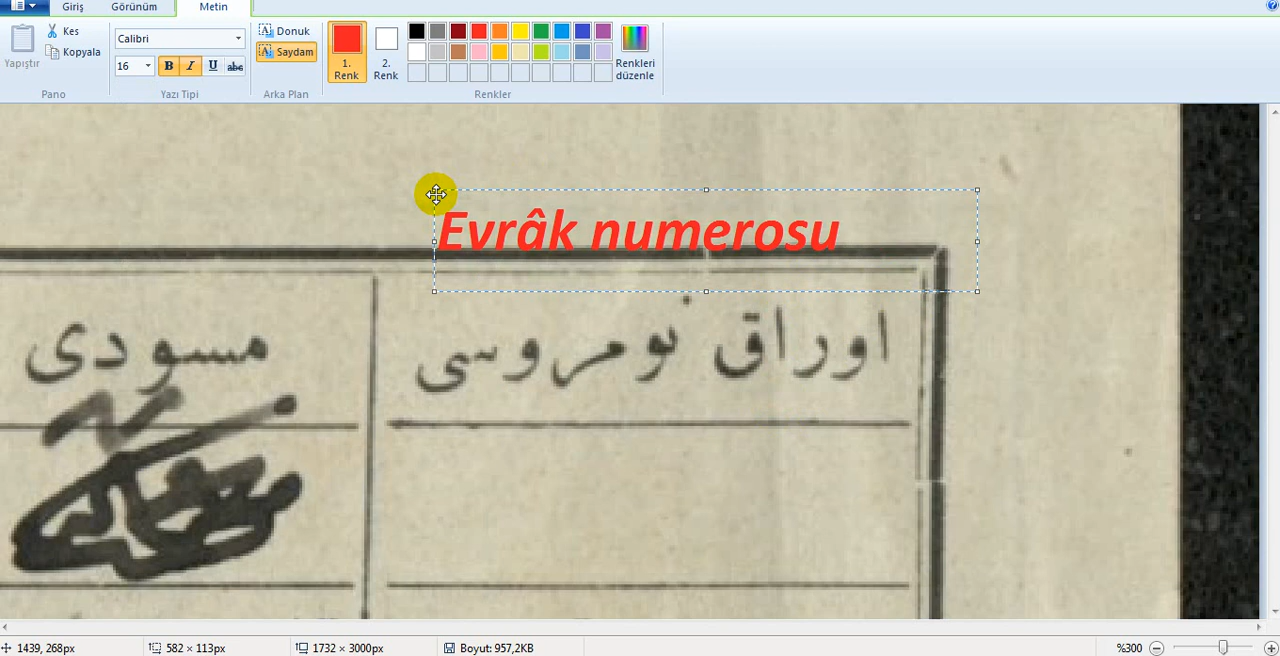 Giriş Görünüm Metin
Yapıştır
Kes
Kopyala
Pano
Calibri
16 B I U abc
Yazı Tipi
Donuk
Saydam
Arka Plan
1. Renk
2. Renk
Renkleri düzenle
Renkler
Evrâk numerosu
اوراق نومروسی
مسودی
1439, 268px
582 × 113px
1732 × 3000px
Boyut: 957,2KB
%300